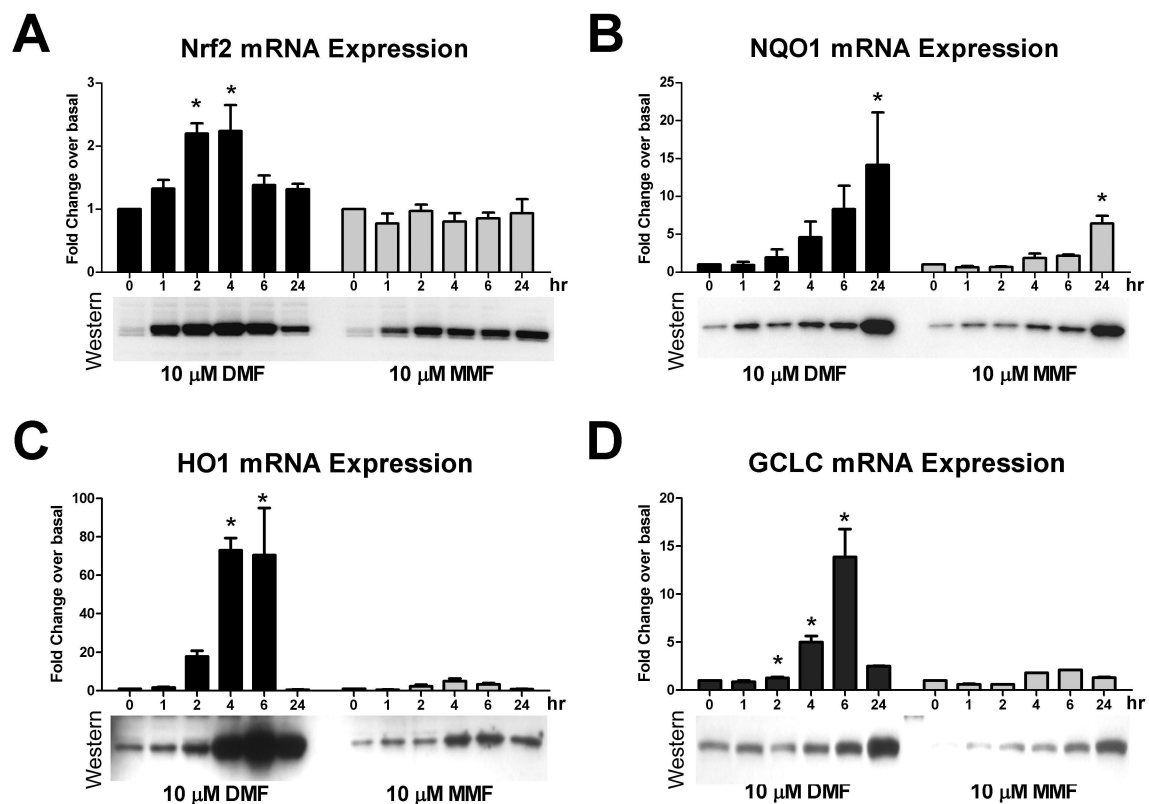 A
Nrf2 mRNA Expression
Fold Change over basal
3
2
1
0
* *
0 1 2 4 6 24 0 1 2 4 6 24 hr
Western
10 µM DMF 10 µM MMF
B
NQO1 mRNA Expression
Fold Change over basal
25
20
15
10
5
0
* *
0 1 2 4 6 24 0 1 2 4 6 24 hr
Western
10 µM DMF 10 µM MMF
C
HO1 mRNA Expression
Fold Change over basal
100
80
60
40
20
0
* *
0 1 2 4 6 24 0 1 2 4 6 24 hr
Western
10 µM DMF 10 µM MMF
D
GCLC mRNA Expression
Fold Change over basal
20
15
10
5
0
* * *
0 1 2 4 6 24 0 1 2 4 6 24 hr
Western
10 µM DMF 10 µM MMF